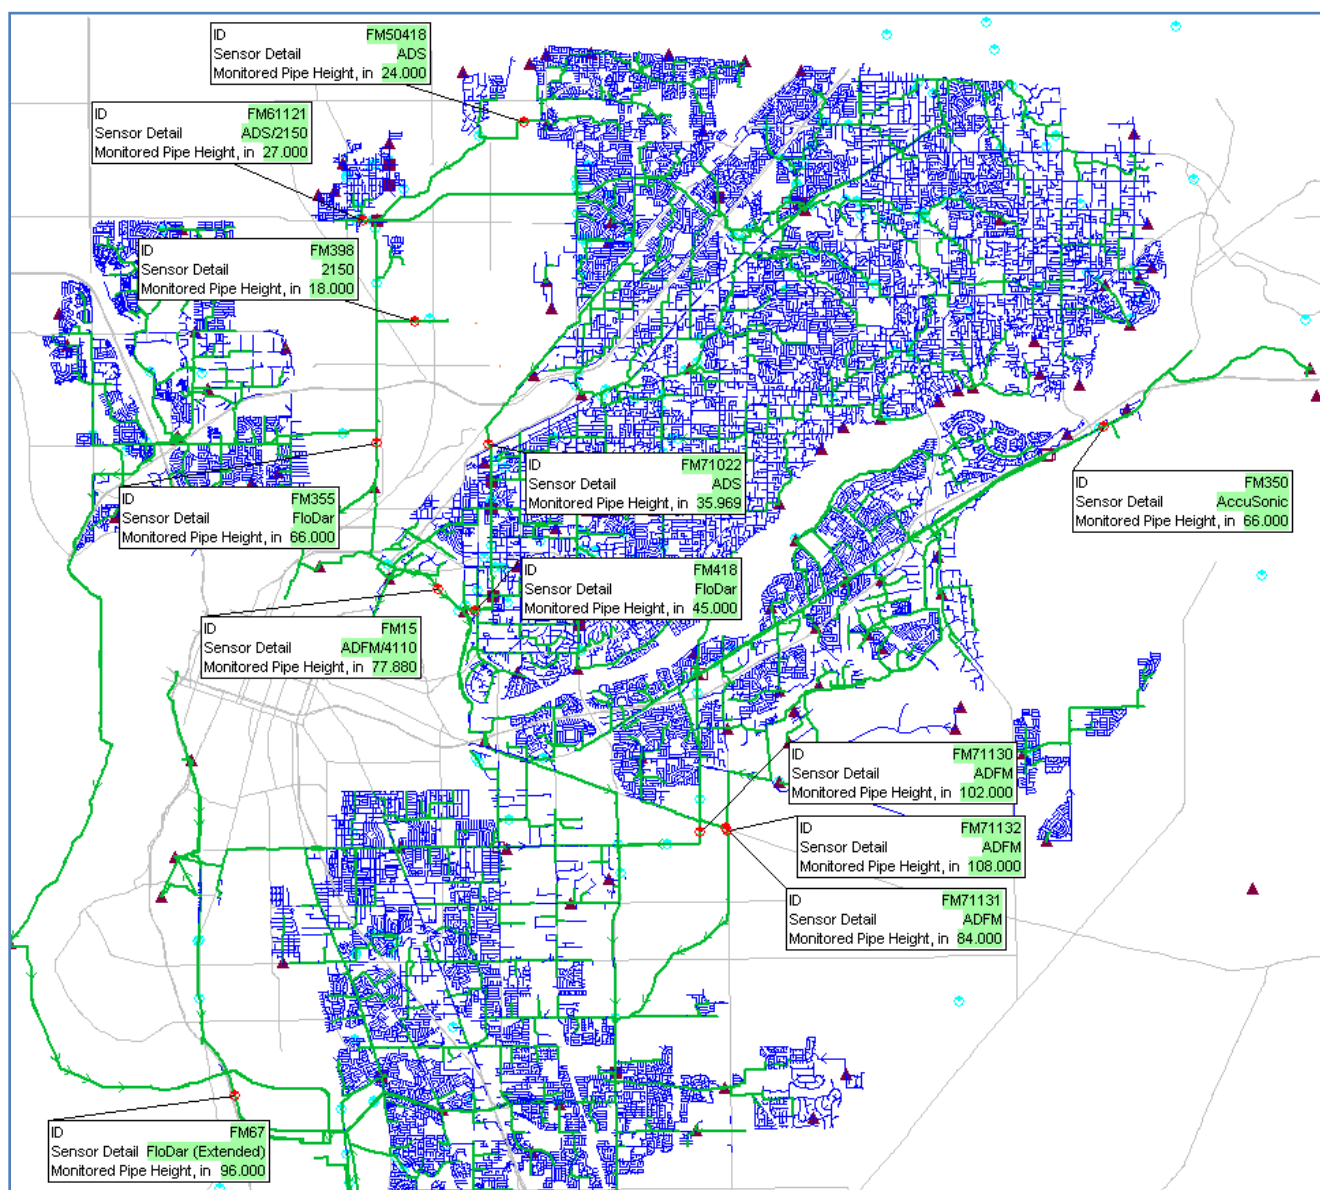 ID FM50418
Sensor Detail ADS
Monitored Pipe Height, in 24.000
ID FM61121
Sensor Detail ADS/2150
Monitored Pipe Height, in 27.000
ID FM398
Sensor Detail 2150
Monitored Pipe Height, in 18.000
ID FM71022
Sensor Detail ADS
Monitored Pipe Height, in 35.969
ID FM350
Sensor Detail AccuSonic
Monitored Pipe Height, in 66.000
ID FM355
Sensor Detail FloDar
Monitored Pipe Height, in 66.000
ID FM418
Sensor Detail FloDar
Monitored Pipe Height, in 45.000
ID FM15
Sensor Detail ADFM/4110
Monitored Pipe Height, in 77.880
ID FM71130
Sensor Detail ADFM
Monitored Pipe Height, in 102.000
ID FM71132
Sensor Detail ADFM
Monitored Pipe Height, in 108.000
ID FM71131
Sensor Detail ADFM
Monitored Pipe Height, in 84.000
ID FM67
Sensor Detail FloDar (Extended)
Monitored Pipe Height, in 96.000